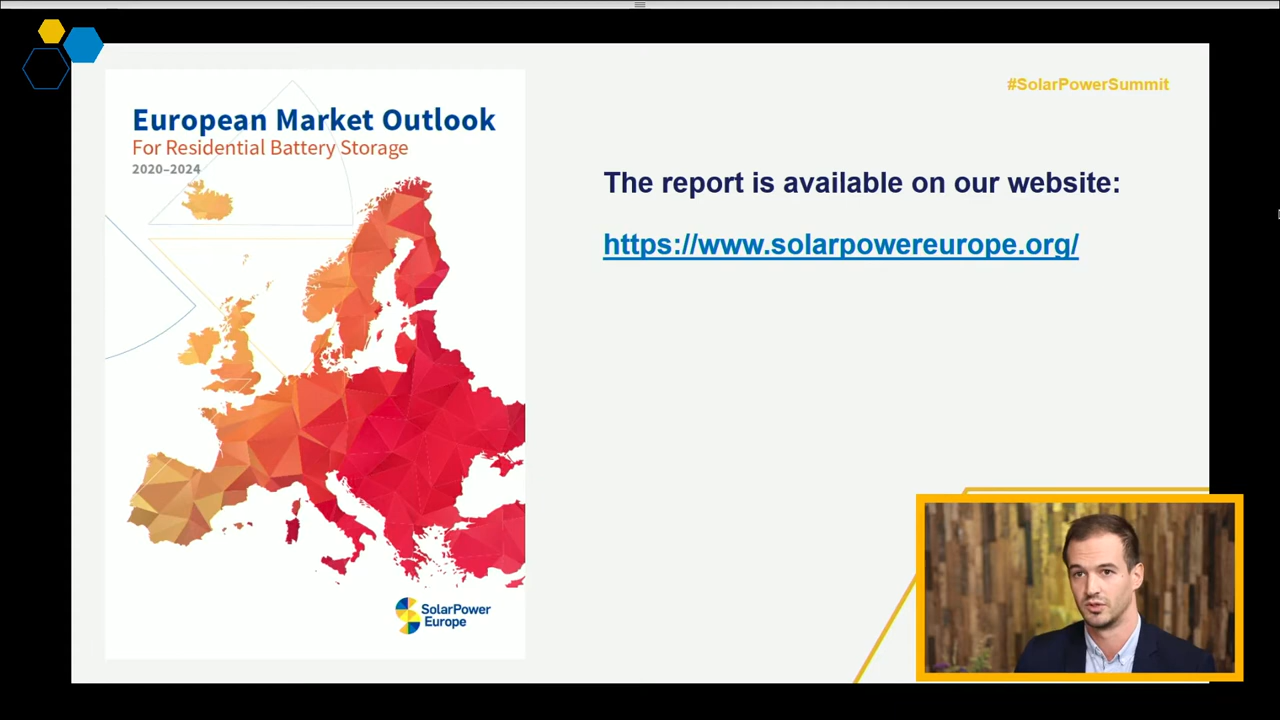 #SolarPowerSummit
European Market Outlook
For Residential Battery Storage
2020–2024
The report is available on our website:
https://www.solarpowereurope.org/
SolarPower
Europe